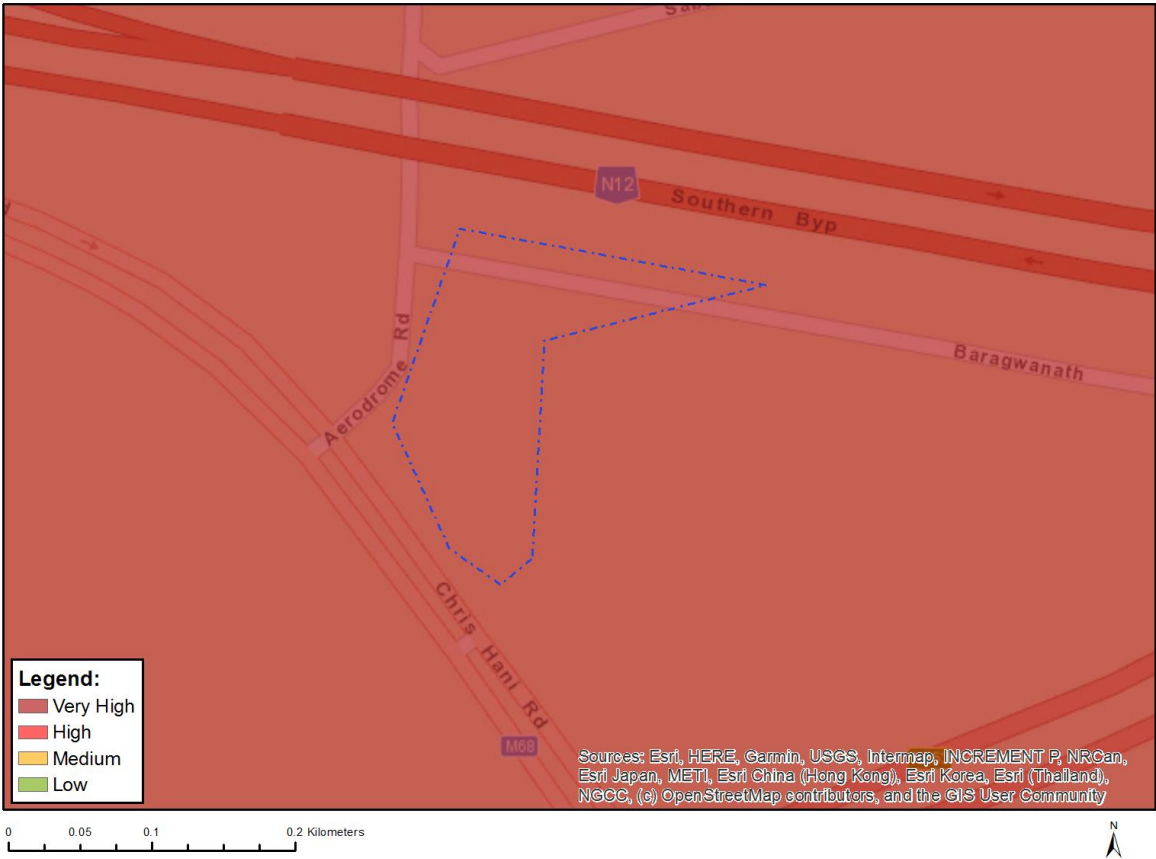 N12
Southern Byp
Aerodrome Rd
Baragwanath
Chris Hani Rd
M68
Legend:
Very High
High
Medium
Low
Sources: Esri, HERE, Garmin, USGS, Intermap, INCREMENT P, NRCan,
Esri Japan, METI, Esri China (Hong Kong), Esri Korea, Esri (Thailand),
NGCC, (c) OpenStreetMap contributors, and the GIS User Community
0 0.05 0.1 0.2 Kilometers
N